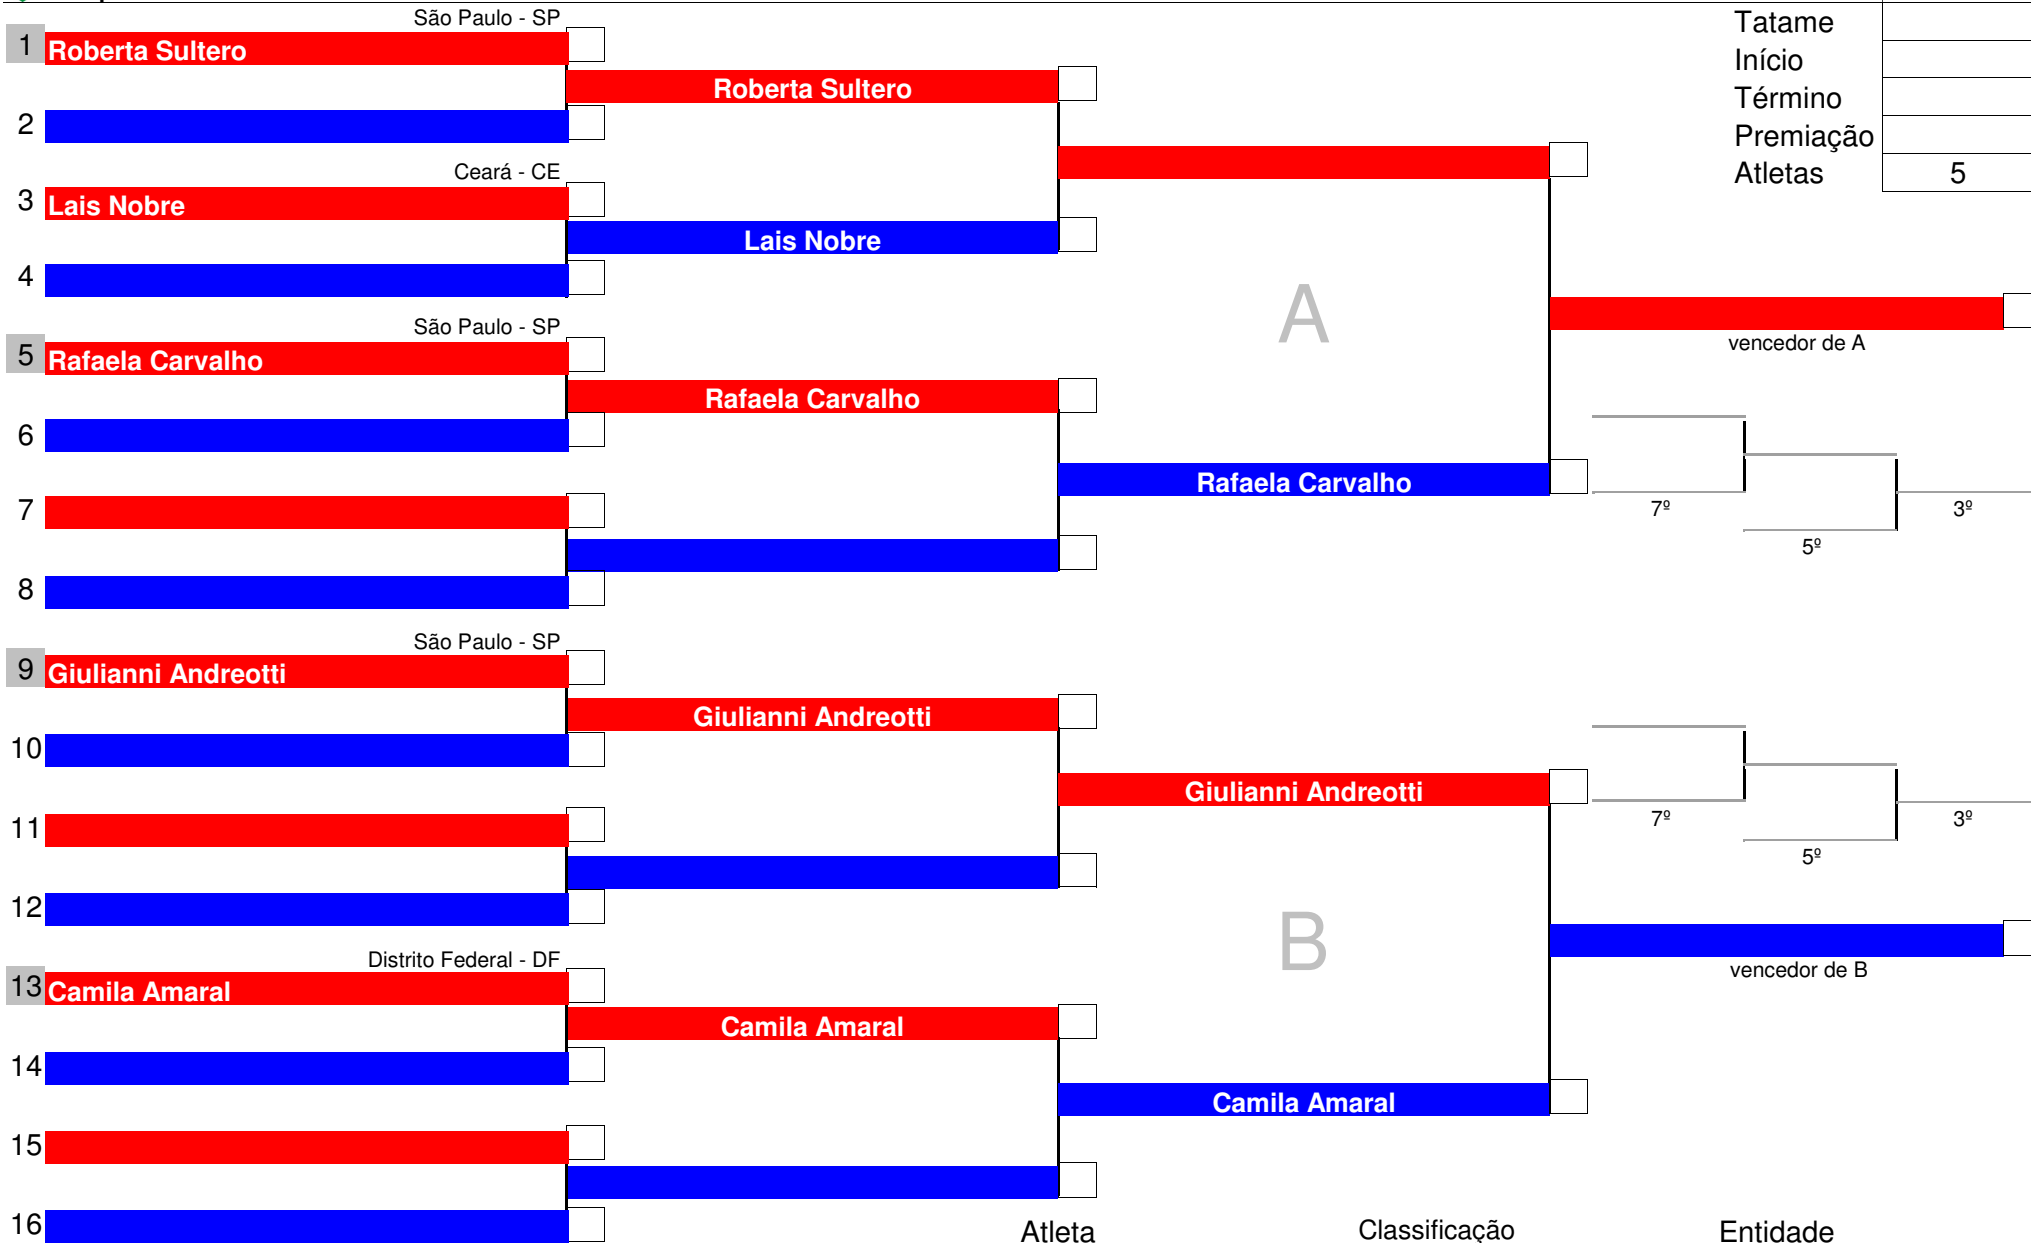 São Paulo - SP
1 Roberta Sultero
Roberta Sultero
2
Ceará - CE
3 Lais Nobre
Lais Nobre
4
São Paulo - SP
5 Rafaela Carvalho
Rafaela Carvalho
6
Rafaela Carvalho
7
8
São Paulo - SP
9 Giulianni Andreotti
Giulianni Andreotti
10
Giulianni Andreotti
11
12
Distrito Federal - DF
13 Camila Amaral
Camila Amaral
14
Camila Amaral
15
16
A
B
Tatame
Início
Término
Premiação
Atletas 5
vencedor de A
7º
3º
5º
7º
3º
5º
vencedor de B
Atleta Classificação Entidade